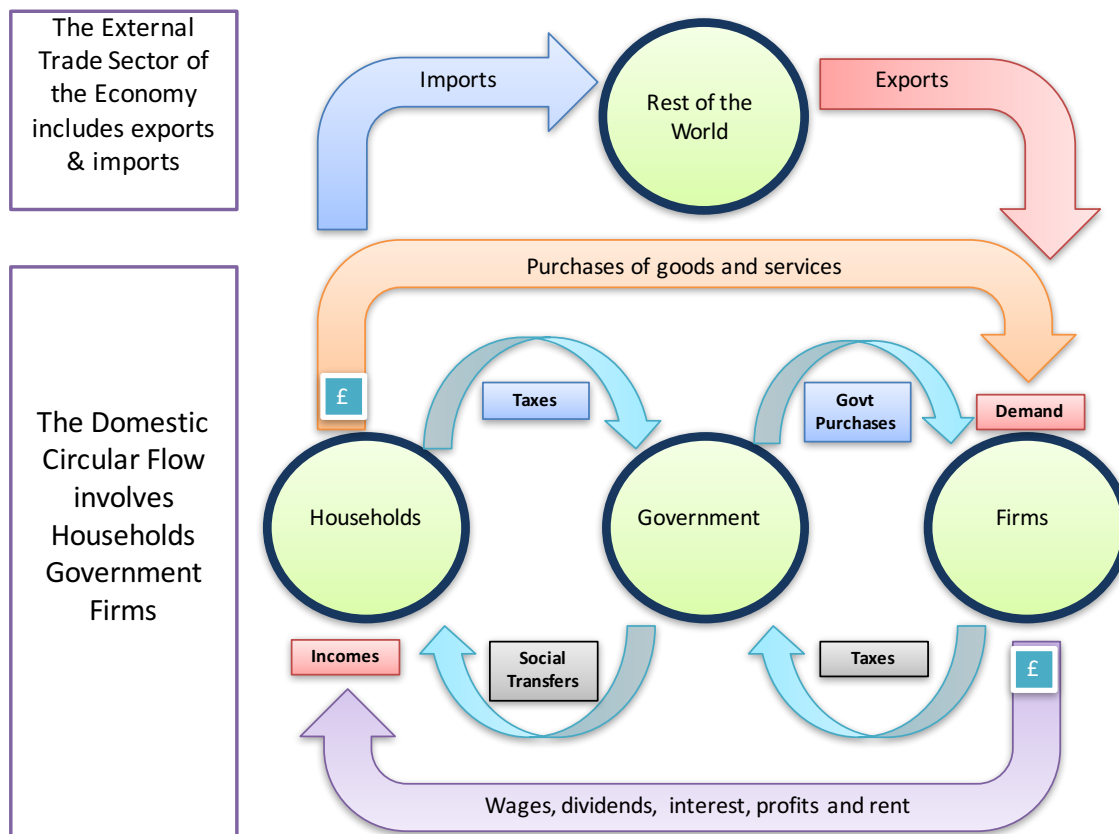 The External
Trade Sector of
the Economy
includes exports
& imports
Imports
Rest of the
World
Exports
Purchases of goods and services
£
Taxes
Govt
Purchases
Demand
The Domestic
Circular Flow
involves
Households
Government
Firms
Households
Government
Firms
Incomes
Social
Transfers
Taxes
£
Wages, dividends, interest, profits and rent